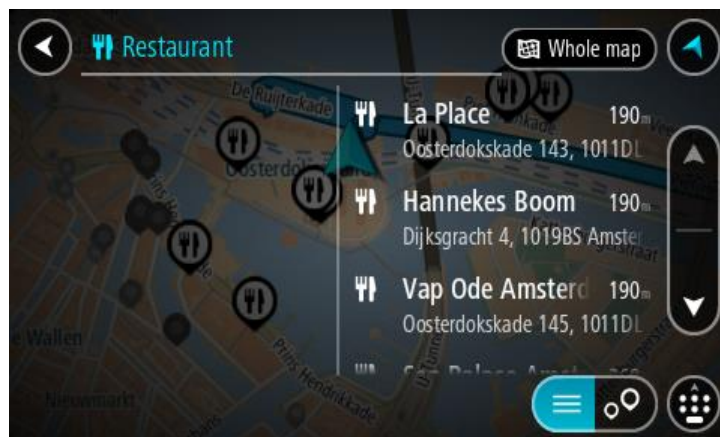 Restaurant
Whole map
La Place 190m
Oosterdokskade 143, 1011DL
Hannekes Boom 190m
Dijksgracht 4, 1019BS Amster
Vap Ode Amsterd 190m
Oosterdokskade 145, 1011DL
De Ruijterkade
Prins Hendrikkade
e Wallen
Nieuwmarkt